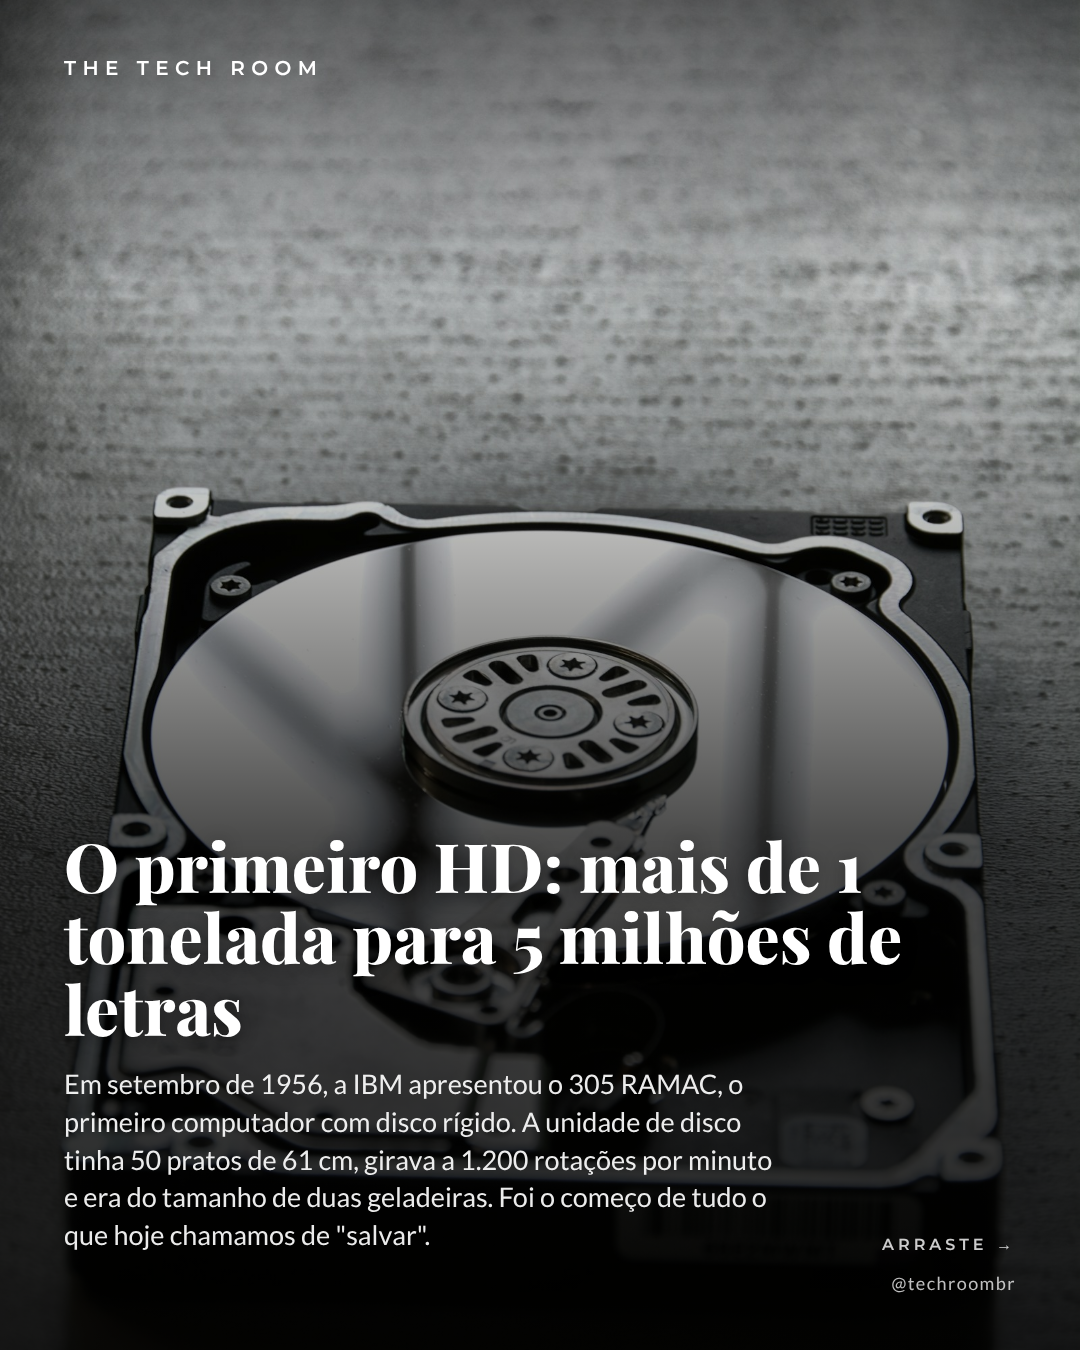 THE TECH ROOM
O primeiro HD: mais de 1
tonelada para 5 milhões de
letras
Em setembro de 1956, a IBM apresentou o 305 RAMAC, o
primeiro computador com disco rígido. A unidade de disco
tinha 50 pratos de 61 cm, girava a 1.200 rotações por minuto
e era do tamanho de duas geladeiras. Foi o começo de tudo o
que hoje chamamos de "salvar".
ARRASTE →
@techroombr